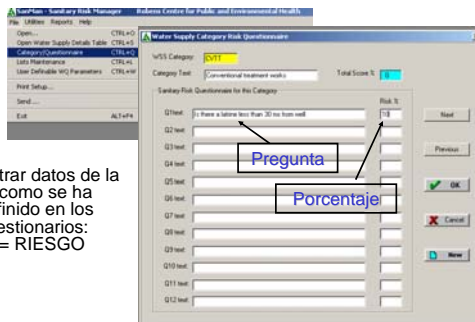 SanMan - Sanitary Risk Manager Robens Centre for Public and Environmental Health
File Utilities Reports Help
Open... CTRL+O
Open Water Supply Details Table CTRL+S
Category/Questionnaire CTRL+Q
Lists Maintenance CTRL+L
User Definable WQ Parameters CTRL+W
Print Setup...
Send...
Exit ALT+F4
Water Supply Category Risk Questionnaire
WSS Category
Category Text Conventional treatment works Total Score %
Sanitary Risk Questionnaire for this Category
Risk %
Q1 text Is there a latrine less than 30 ms from well 10
Q2 text
Q3 text
Q4 text
Q5 text
Q6 text
Q7 text
Q8 text
Q9 text
Q10 text
Q11 text
Q12 text
Next
Previous
OK
Cancel
New
Pregunta
Porcentaje
trar datos de la
como se ha
finido en los
estionarios:
= RIESGO